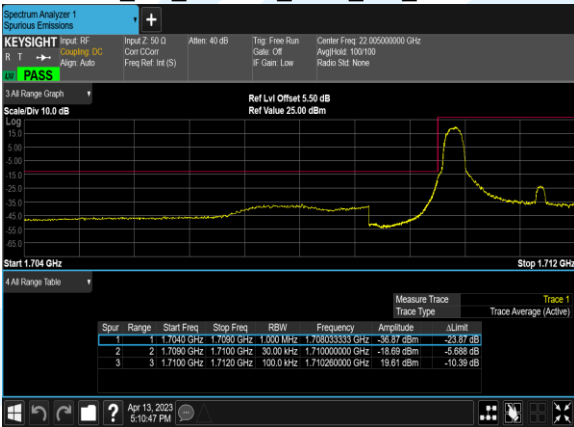 Spectrum Analyzer 1
Spurious Emissions
+
KEYSIGHT
R T
PASS
Input: RF
Coupling: DC
Align: Auto
Input Z: 50 Ω
Corr CCorr
Freq Ref: Int (S)
Atten: 40 dB
Trig: Free Run
Gate: Off
IF Gain: Low
Center Freq: 22.005000000 GHz
Avg|Hold: 100/100
Radio Std: None
3 All Range Graph
Scale/Div 10.0 dB
Ref Lvl Offset 5.50 dB
Ref Value 25.00 dBm
Log
15.0
5.00
-5.00
-15.0
-25.0
-35.0
-45.0
-55.0
-65.0
Start 1.704 GHz
Stop 1.712 GHz
4 All Range Table
Measure Trace Trace 1
Trace Type Trace Average (Active)
Spur Range Start Freq Stop Freq RBW Frequency Amplitude ΔLimit
1 1 1.7040 GHz 1.7090 GHz 1.000 MHz 1.708033333 GHz -36.87 dBm -23.87 dB
2 2 1.7090 GHz 1.7100 GHz 30.00 kHz 1.710000000 GHz -18.69 dBm -5.688 dB
3 3 1.7100 GHz 1.7120 GHz 100.0 kHz 1.710260000 GHz 19.61 dBm -10.39 dB
?
Apr 13, 2023
5:10:47 PM